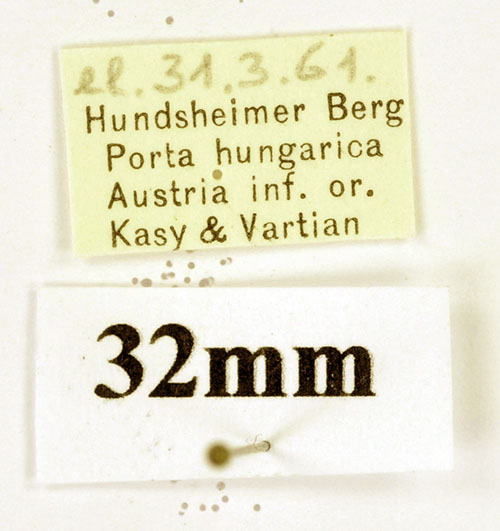 el. 31.3.61.
Hundsheimer Berg
Porta hungarica
Austria inf. or.
Kasy & Vartian
32mm